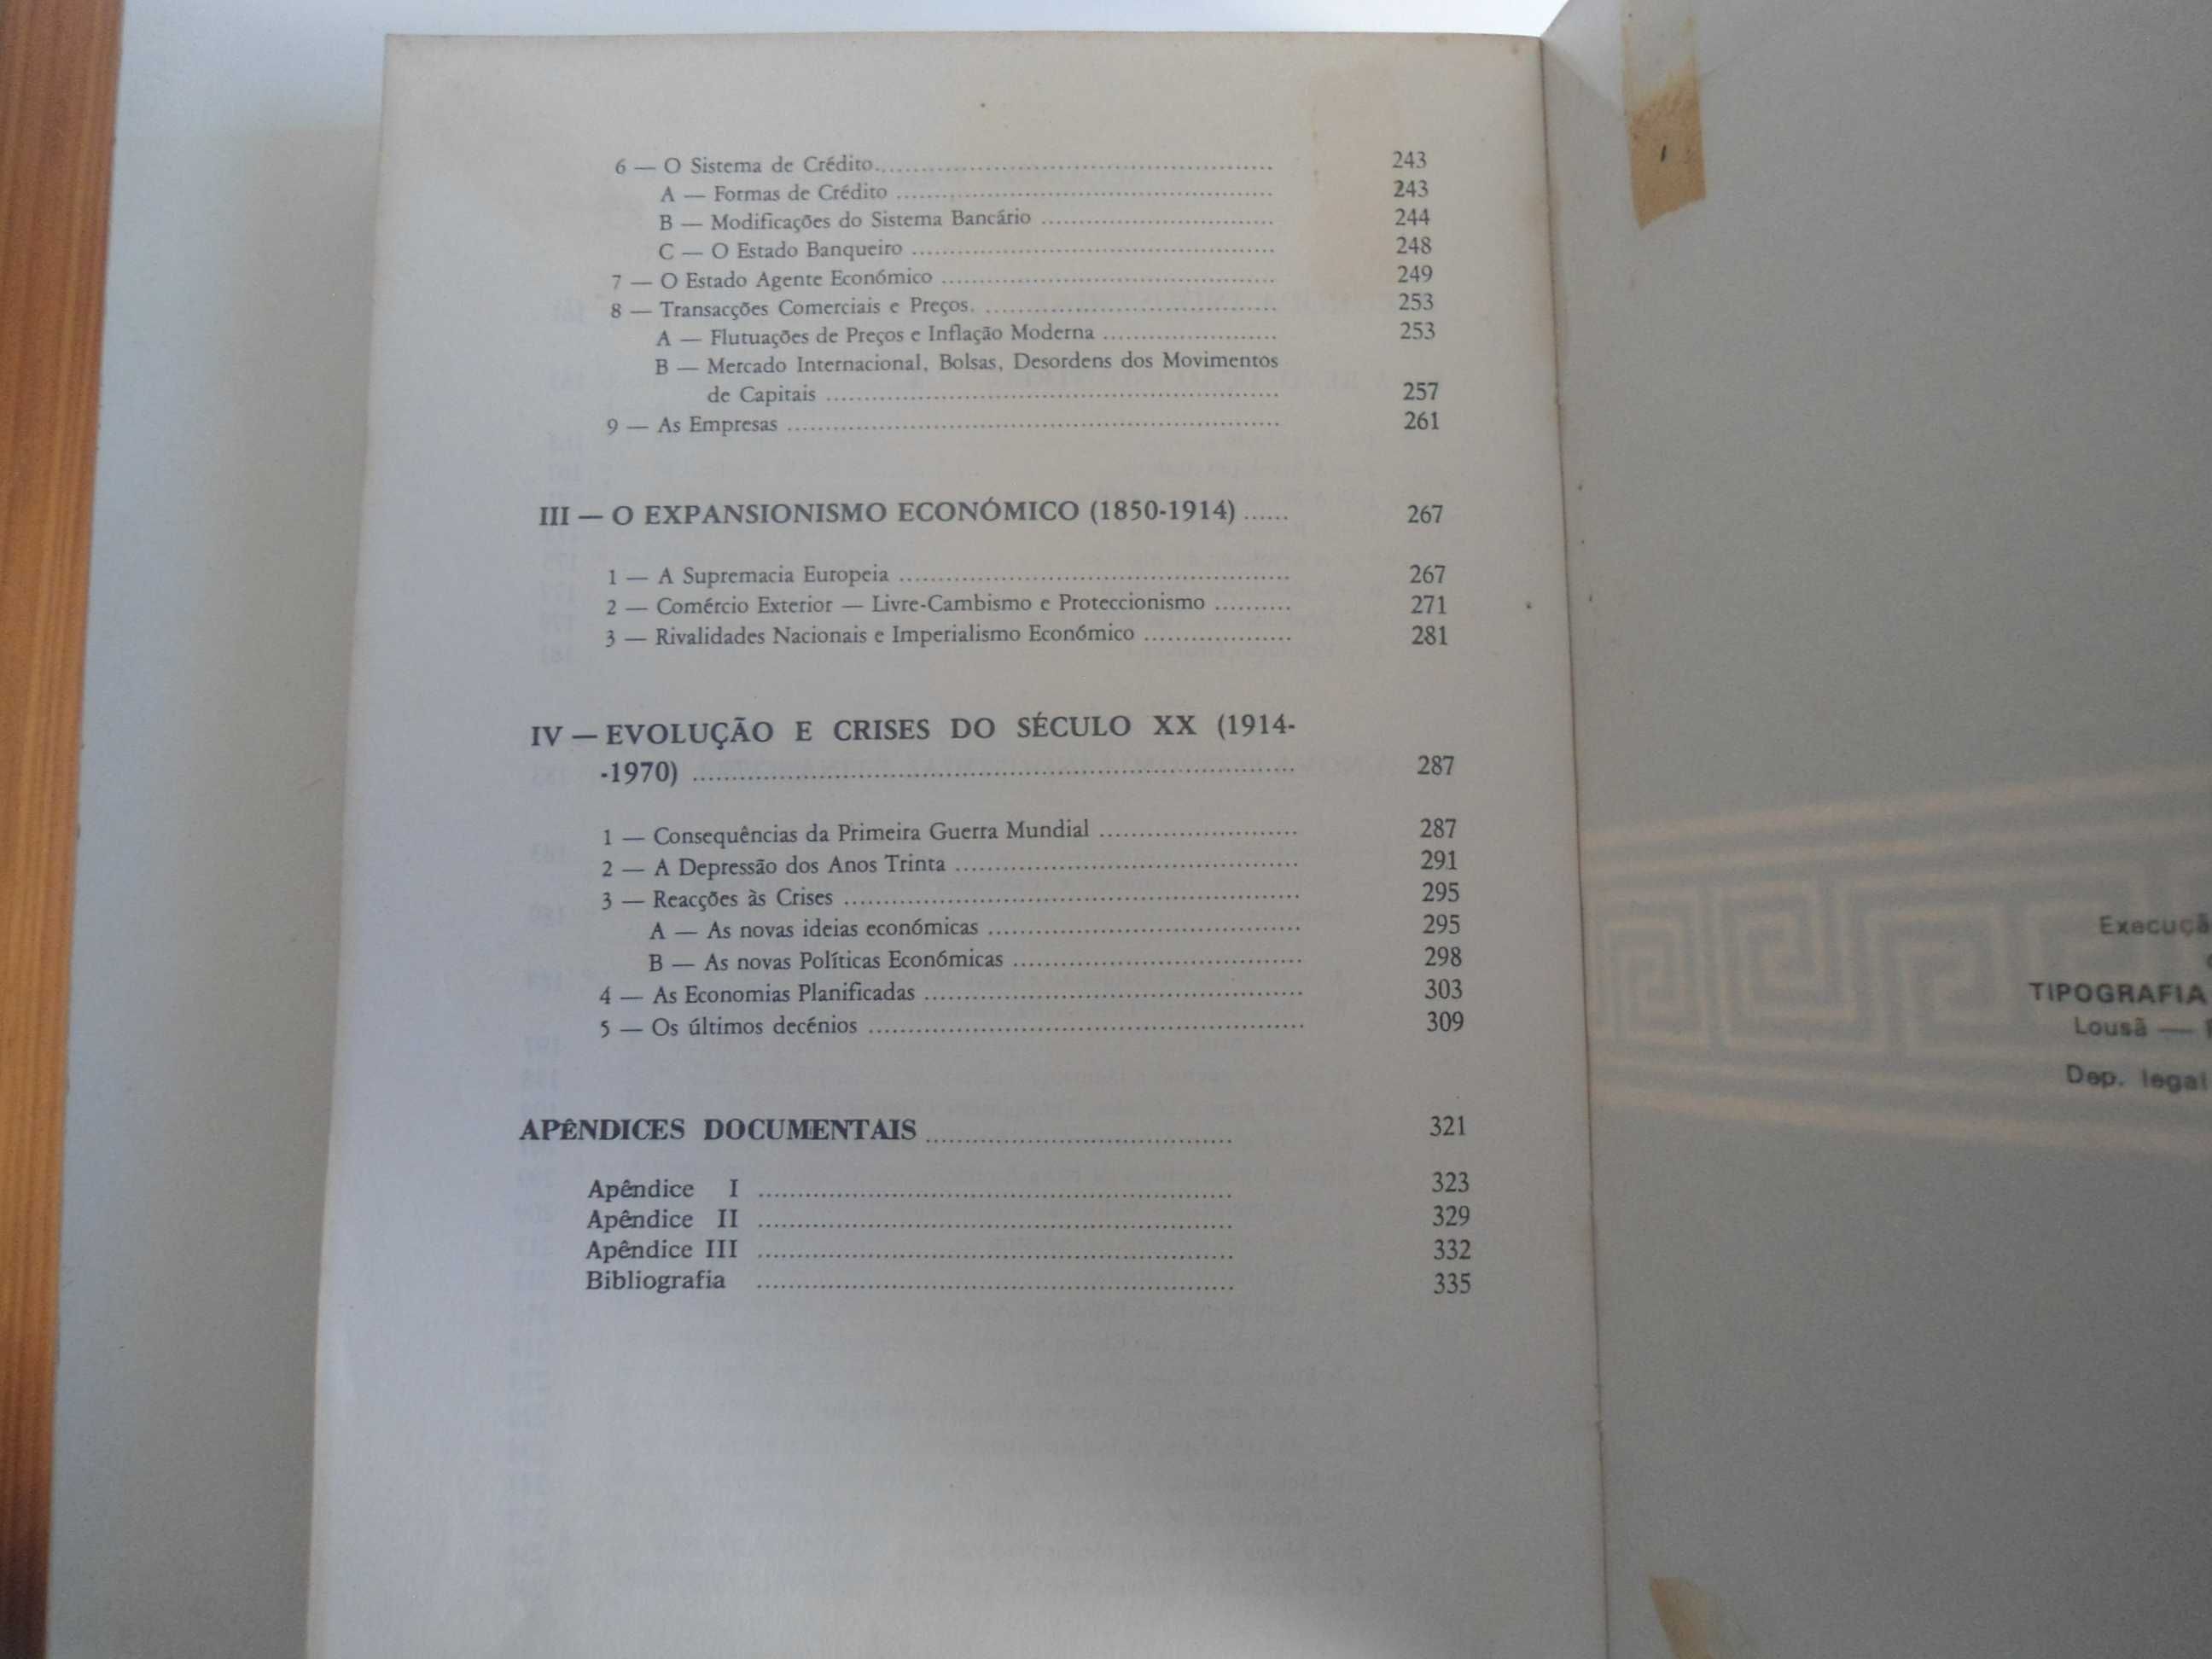 6 — O Sistema de Crédito.................................................... 243
A — Formas de Crédito ................................................ 243
B — Modificações do Sistema Bancário .............................. 244
C — O Estado Banqueiro ............................................... 248
7 — O Estado Agente Económico ........................................... 249
8 — Transacções Comerciais e Preços. ...................................... 253
A — Flutuações de Preços e Inflação Moderna ....................... 253
B — Mercado Internacional, Bolsas, Desordens dos Movimentos
de Capitais .......................................................... 257
9 — As Empresas ............................................................... 261
III — O EXPANSIONISMO ECONÓMICO (1850-1914) ...... 267
1 — A Supremacia Europeia .................................................. 267
2 — Comércio Exterior — Livre-Cambismo e Proteccionismo .......... 271
3 — Rivalidades Nacionais e Imperialismo Económico ................... 281
IV — EVOLUÇÃO E CRISES DO SÉCULO XX (1914-
-1970) ............................................................................ 287
1 — Consequências da Primeira Guerra Mundial ......................... 287
2 — A Depressão dos Anos Trinta ........................................... 291
3 — Reacções às Crises ......................................................... 295
A — As novas ideias económicas ....................................... 295
B — As novas Políticas Económicas .................................... 298
4 — As Economias Planificadas ................................................ 303
5 — Os últimos decénios ....................................................... 309
APÊNDICES DOCUMENTAIS ....................................... 321
Apêndice I ............................................................. 323
Apêndice II ............................................................. 329
Apêndice III ............................................................. 332
Bibliografia ............................................................. 335
TIPOGRAFIA
Lousã —
Dep. legal